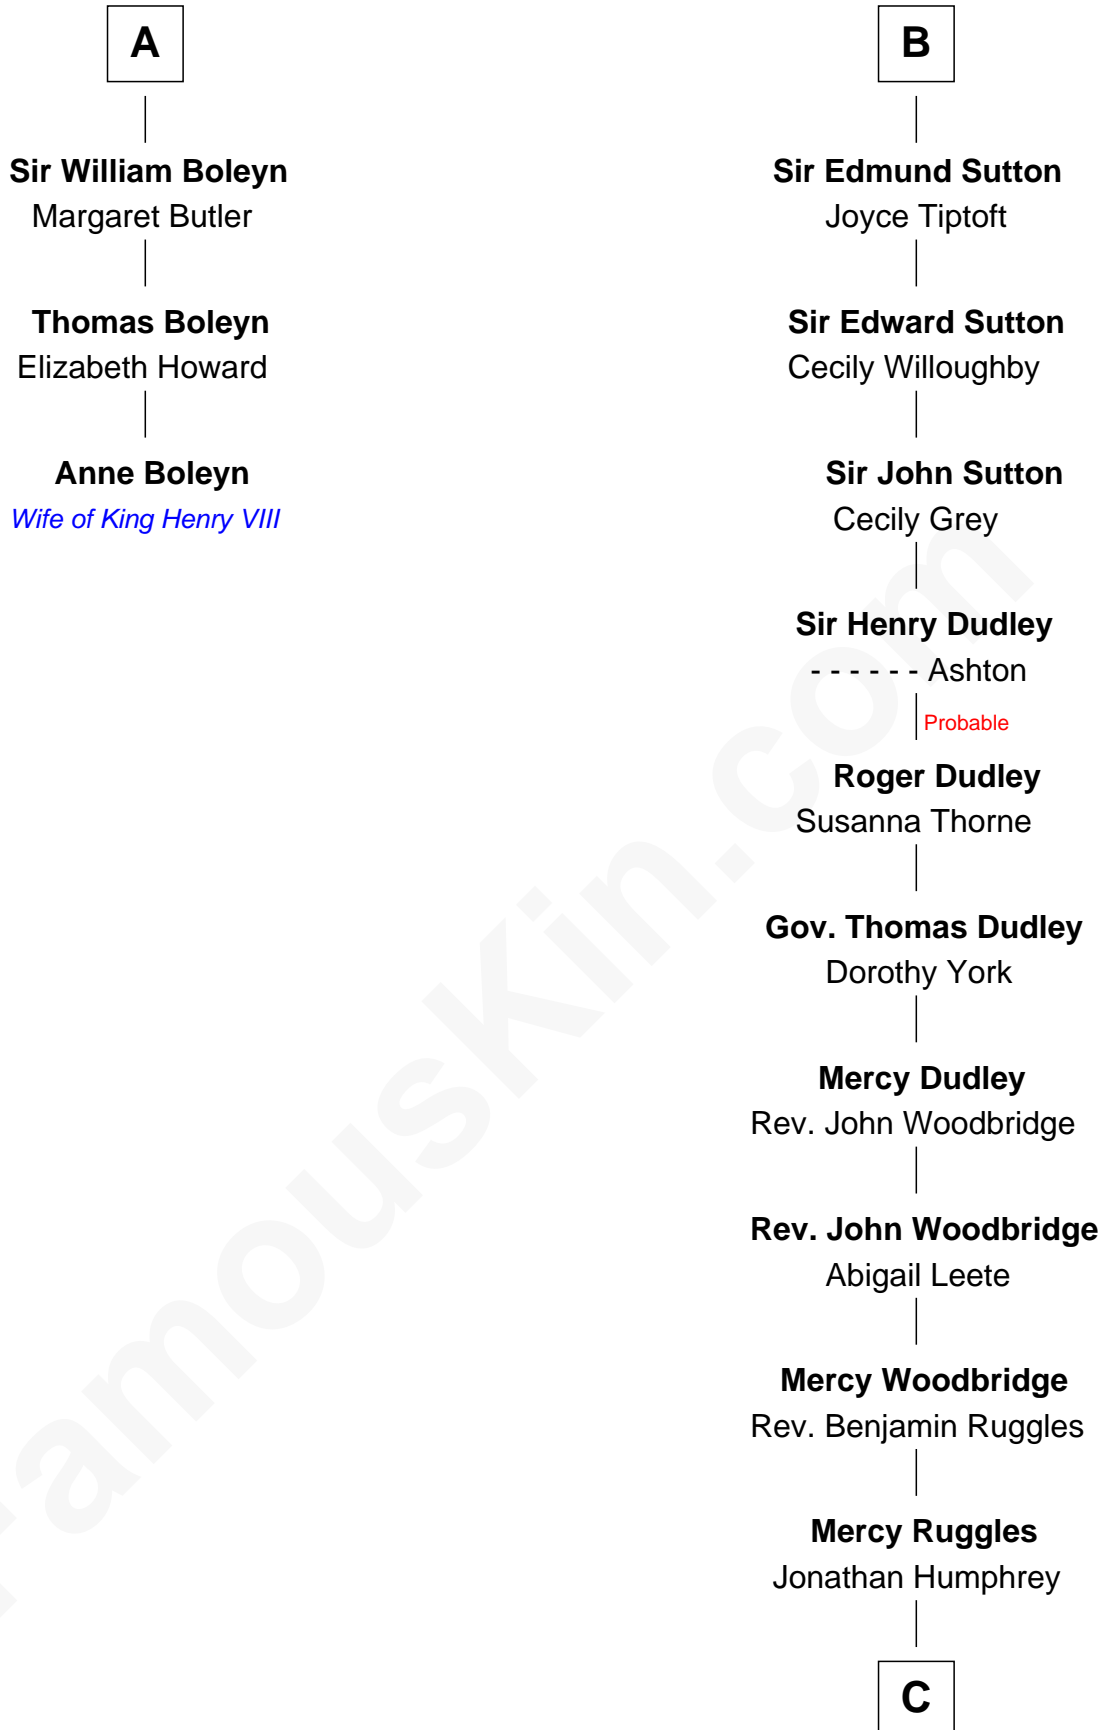 A
Sir William Boleyn
Margaret Butler
Thomas Boleyn
Elizabeth Howard
Anne Boleyn
Wife of King Henry VIII
B
Sir Edmund Sutton
Joyce Tiptoft
Sir Edward Sutton
Cecily Willoughby
Sir John Sutton
Cecily Grey
Sir Henry Dudley
- - - - - - Ashton
Probable
Roger Dudley
Susanna Thorne
Gov. Thomas Dudley
Dorothy York
Mercy Dudley
Rev. John Woodbridge
Rev. John Woodbridge
Abigail Leete
Mercy Woodbridge
Rev. Benjamin Ruggles
Mercy Ruggles
Jonathan Humphrey
C
FamousKin.com